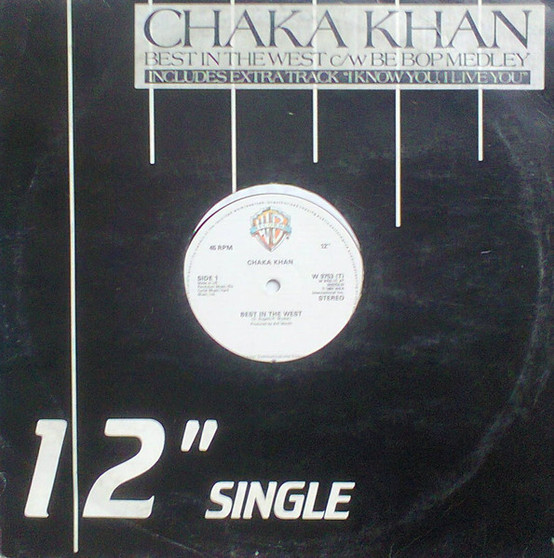 CHAKA KHAN
BEST IN THE WEST C/W BE BOP MEDLEY
INCLUDES EXTRA TRACK "I KNOW YOU, I LIVE YOU"
45 RPM
12"
CHAKA KHAN
SIDE 1
W 9763 (T)
STEREO
BEST IN THE WEST
12" SINGLE